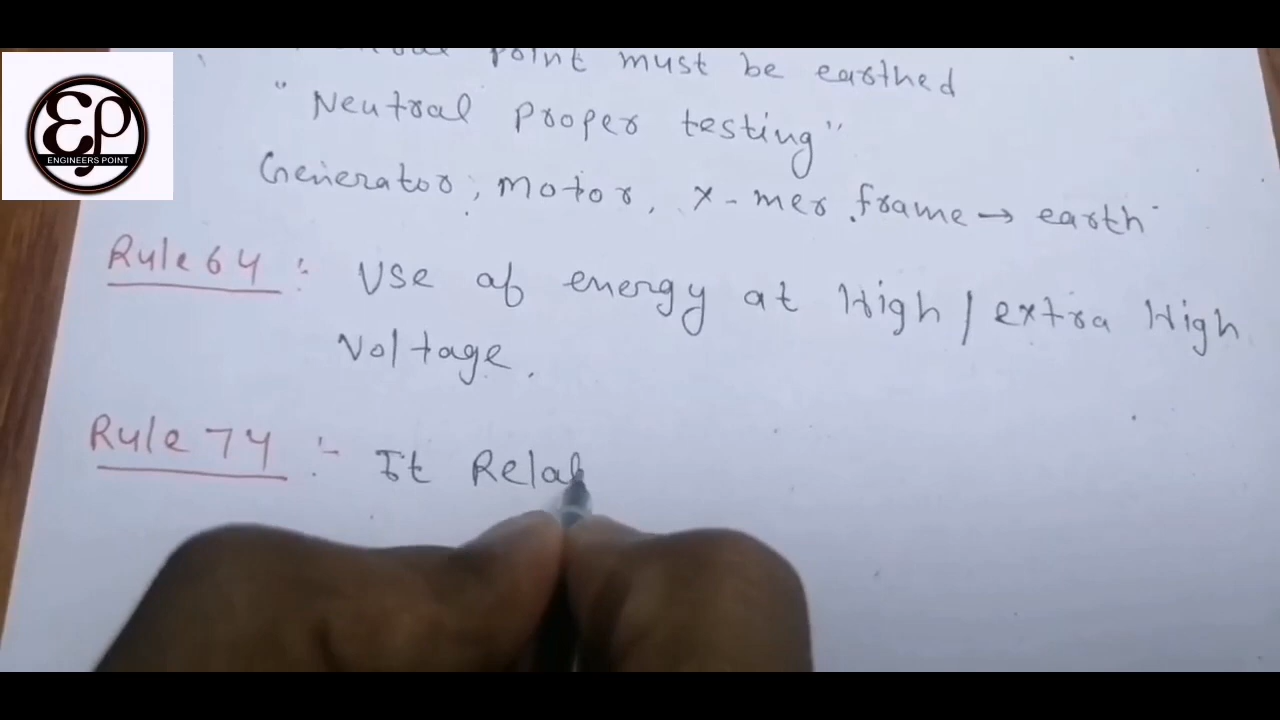 Point must be earthed
"Neutral proper testing"
EP
ENGINEERS POINT
Generator, motor, x-mer frame → earth
Rule 64 :- Use of energy at High / extra High
Voltage.
Rule 74 :- It Relat